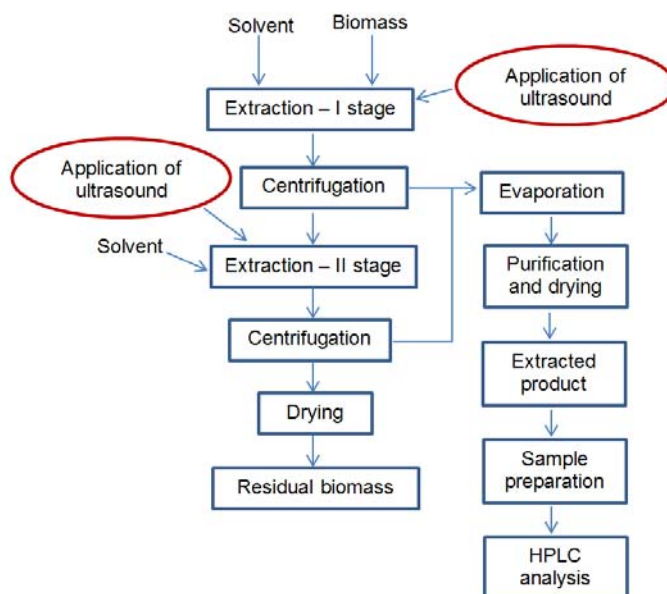 Solvent
Biomass
Application of
ultrasound
Extraction – I stage
Application of
ultrasound
Centrifugation
Evaporation
Solvent
Extraction – II stage
Purification
and drying
Centrifugation
Extracted
product
Drying
Sample
preparation
Residual biomass
HPLC
analysis